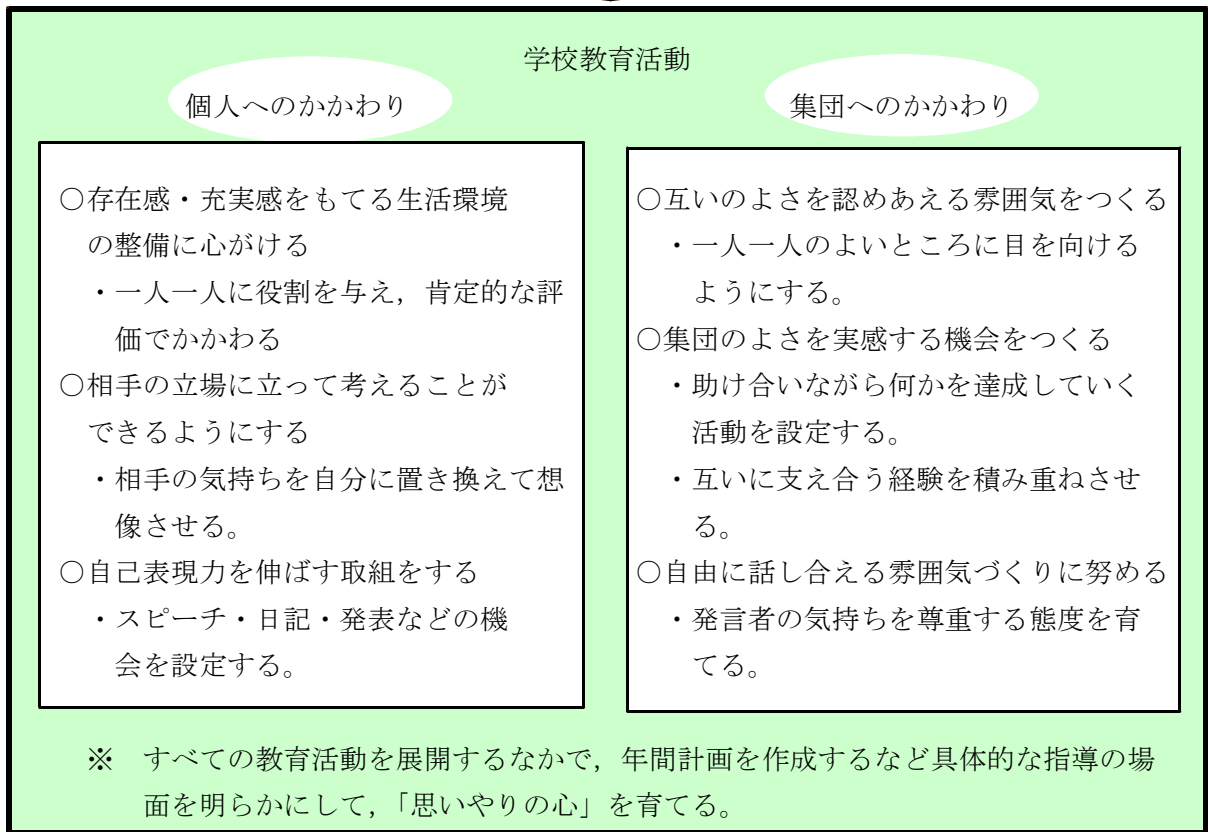 学校教育活動
個人へのかかわり
○存在感・充実感をもてる生活環境
の整備に心がける
・一人一人に役割を与え，肯定的な評
価でかかわる
○相手の立場に立って考えることが
できるようにする
・相手の気持ちを自分に置き換えて想
像させる。
○自己表現力を伸ばす取組をする
・スピーチ・日記・発表などの機
会を設定する。
集団へのかかわり
○互いのよさを認めあえる雰囲気をつくる
・一人一人のよいところに目を向ける
ようにする。
○集団のよさを実感する機会をつくる
・助け合いながら何かを達成していく
活動を設定する。
・互いに支え合う経験を積み重ねさせ
る。
○自由に話し合える雰囲気づくりに努める
・発言者の気持ちを尊重する態度を育
てる。
※　すべての教育活動を展開するなかで，年間計画を作成するなど具体的な指導の場
面を明らかにして，「思いやりの心」を育てる。